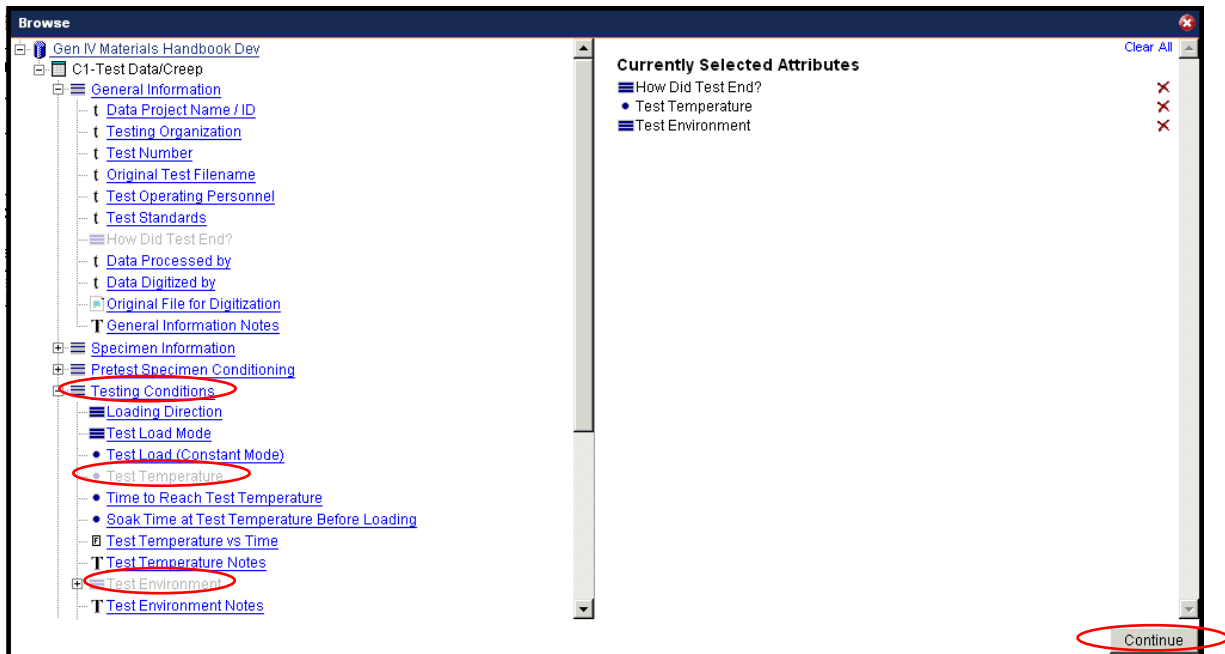 Browse
Gen IV Materials Handbook Dev
C1-Test Data/Creep
General Information
t Data Project Name / ID
t Testing Organization
t Test Number
t Original Test Filename
t Test Operating Personnel
t Test Standards
How Did Test End?
t Data Processed by
t Data Digitized by
Original File for Digitization
T General Information Notes
Specimen Information
Pretest Specimen Conditioning
Testing Conditions
Loading Direction
Test Load Mode
Test Load (Constant Mode)
Test Temperature
Time to Reach Test Temperature
Soak Time at Test Temperature Before Loading
F Test Temperature vs Time
T Test Temperature Notes
Test Environment
T Test Environment Notes
Clear All
Currently Selected Attributes
How Did Test End?
Test Temperature
Test Environment
Continue